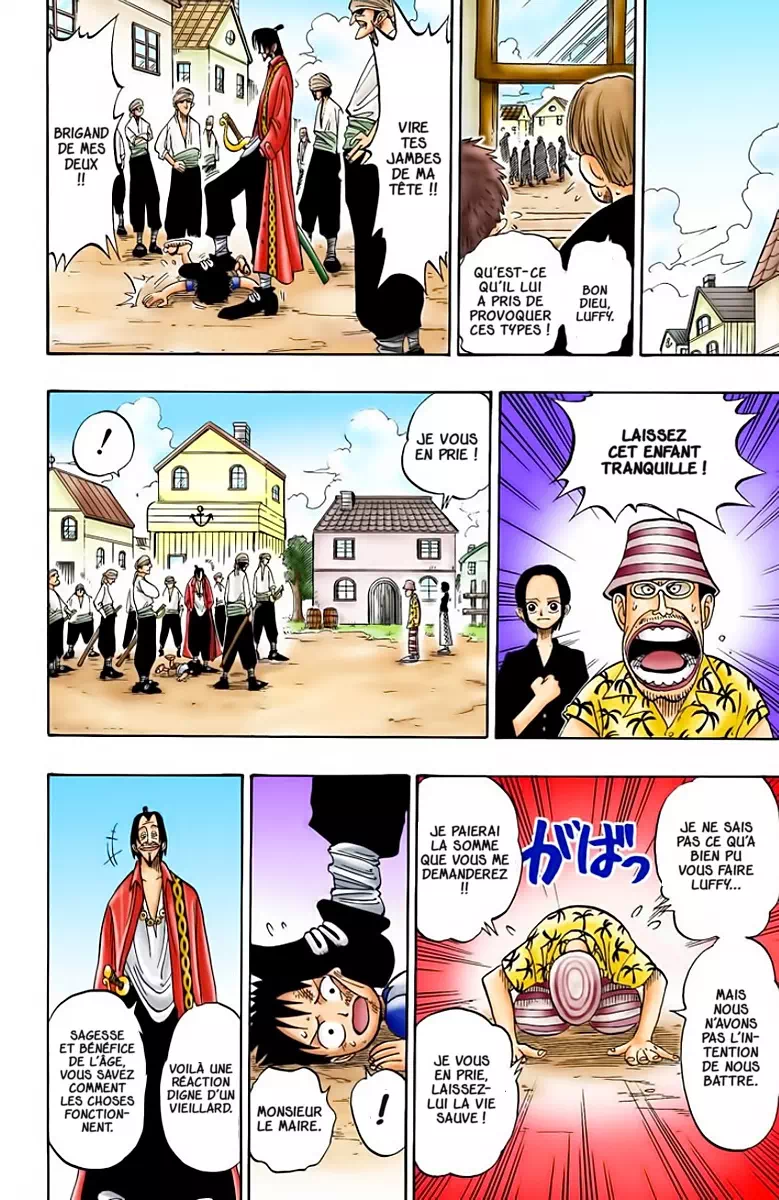 BON
DIEU,
LUFFY.
QU'EST-CE
QU'IL LUI
A PRIS DE
PROVOQUER
CES TYPES !
VIRE
TES
JAMBES
DE MA
TÊTE !!
BRIGAND
DE MES
DEUX
!!
LAISSEZ
CET ENFANT
TRANQUILLE !
JE VOUS
EN PRIE !
!
JE NE SAIS
PAS CE QU'A
BIEN PU
VOUS FAIRE
LUFFY...
MAIS
NOUS
N'AVONS
PAS L'IN-
TENTION
DE NOUS
BATTRE.
がばっ
JE PAIERAI
LA SOMME
QUE VOUS ME
DEMANDEREZ
!!
JE VOUS
EN PRIE,
LAISSEZ-
LUI LA VIE
SAUVE !
!
MONSIEUR
LE MAIRE.
VOILÀ UNE
RÉACTION
DIGNE D'UN
VIEILLARD.
SAGESSE
ET BÉNÉFICE
DE L'ÂGE,
VOUS SAVEZ
COMMENT
LES CHOSES
FONCTION-
NENT.